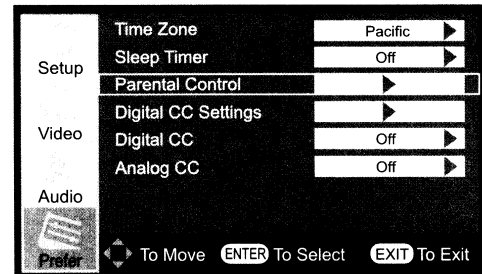 Time Zone Pacific
Sleep Timer Off
Setup
Parental Control
Digital CC Settings
Video
Digital CC Off
Analog CC Off
Audio
Prefer
To Move ENTER To Select EXIT To Exit